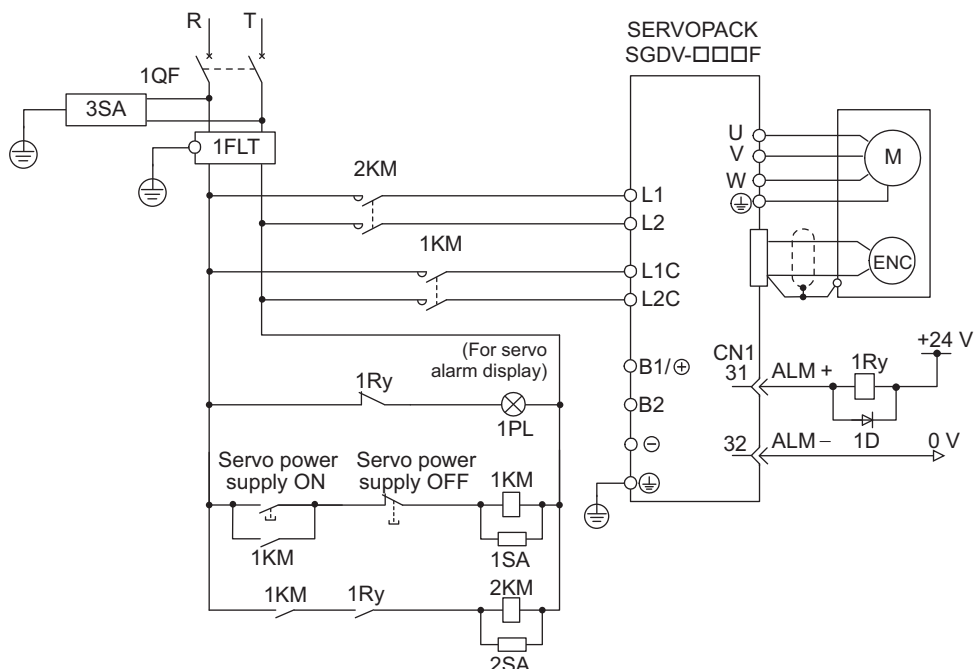 R
T
1QF
3SA
1FLT
2KM
1KM
SERVOPACK
SGDV-□□□F
U
V
W
M
L1
L2
L1C
L2C
ENC
(For servo
alarm display)
1Ry
1PL
B1/⊕
B2
⊖
CN1
31
ALM +
1Ry
+24 V
1D
32
ALM –
0 V
Servo power
supply ON
Servo power
supply OFF
1KM
1KM
1SA
1KM
1Ry
2KM
2SA